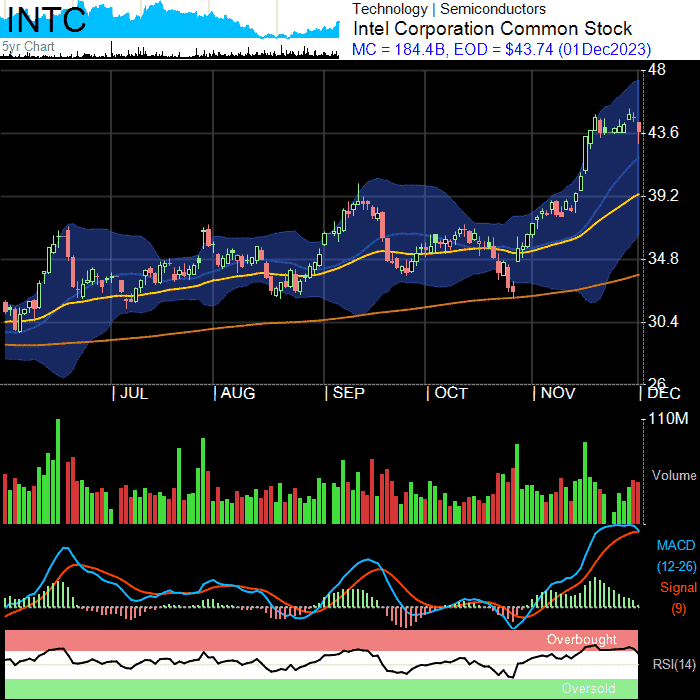 INTC
Technology | Semiconductors
Intel Corporation Common Stock
5yr Chart
MC = 184.4B, EOD = $43.74 (01Dec2023)
48
43.6
39.2
34.8
30.4
26
JUL
AUG
SEP
OCT
NOV
DEC
110M
Volume
MACD
(12-26)
Signal
(9)
Overbought
RSI(14)
Oversold